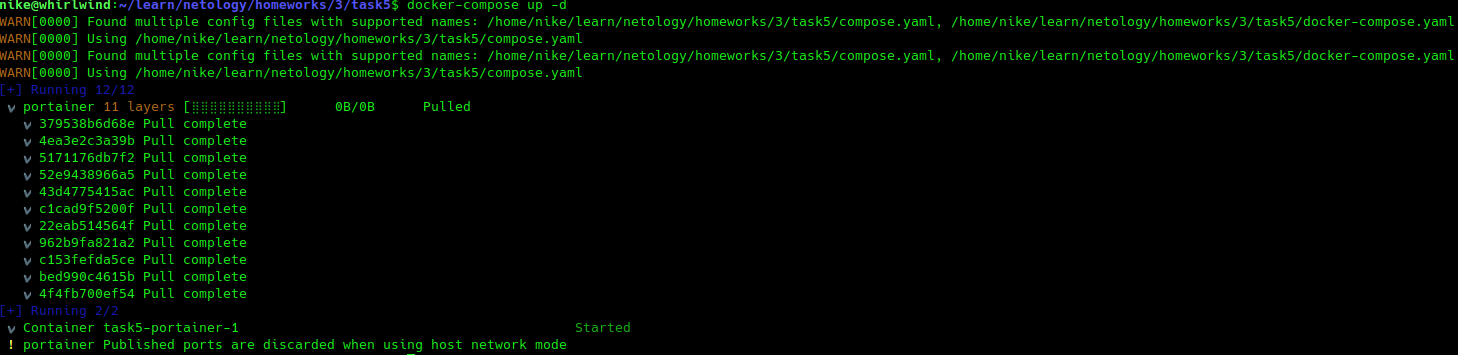 nike@whirlwind:~/learn/netology/homeworks/3/task5$ docker-compose up -d
WARN[0000] Found multiple config files with supported names: /home/nike/learn/netology/homeworks/3/task5/compose.yaml, /home/nike/learn/netology/homeworks/3/task5/docker-compose.yaml
WARN[0000] Using /home/nike/learn/netology/homeworks/3/task5/compose.yaml
WARN[0000] Found multiple config files with supported names: /home/nike/learn/netology/homeworks/3/task5/compose.yaml, /home/nike/learn/netology/homeworks/3/task5/docker-compose.yaml
WARN[0000] Using /home/nike/learn/netology/homeworks/3/task5/compose.yaml
[+] Running 12/12
✔ portainer 11 layers [⣿⣿⣿⣿⣿⣿⣿⣿⣿⣿⣿] 0B/0B Pulled
✔ 379538b6d68e Pull complete
✔ 4ea3e2c3a39b Pull complete
✔ 5171176db7f2 Pull complete
✔ 52e9438966a5 Pull complete
✔ 43d4775415ac Pull complete
✔ c1cad9f5200f Pull complete
✔ 22eab514564f Pull complete
✔ 962b9fa821a2 Pull complete
✔ c153fefda5ce Pull complete
✔ bed990c4615b Pull complete
✔ 4f4fb700ef54 Pull complete
[+] Running 2/2
✔ Container task5-portainer-1 Started
! portainer Published ports are discarded when using host network mode